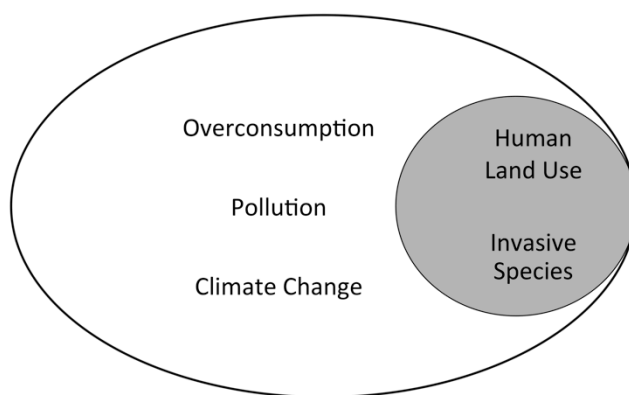 Overconsumption
Pollution
Climate Change
Human
Land Use
Invasive
Species